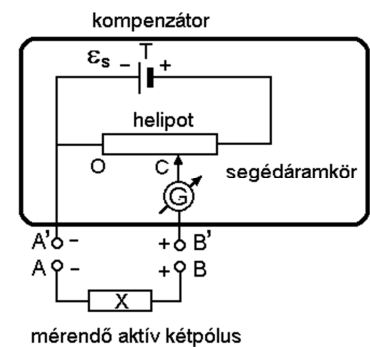 kompenzátor
εs - T +
helipot
O C
segédáramkör
G
A' - + B'
A - + B
X
mérendő aktív kétpólus